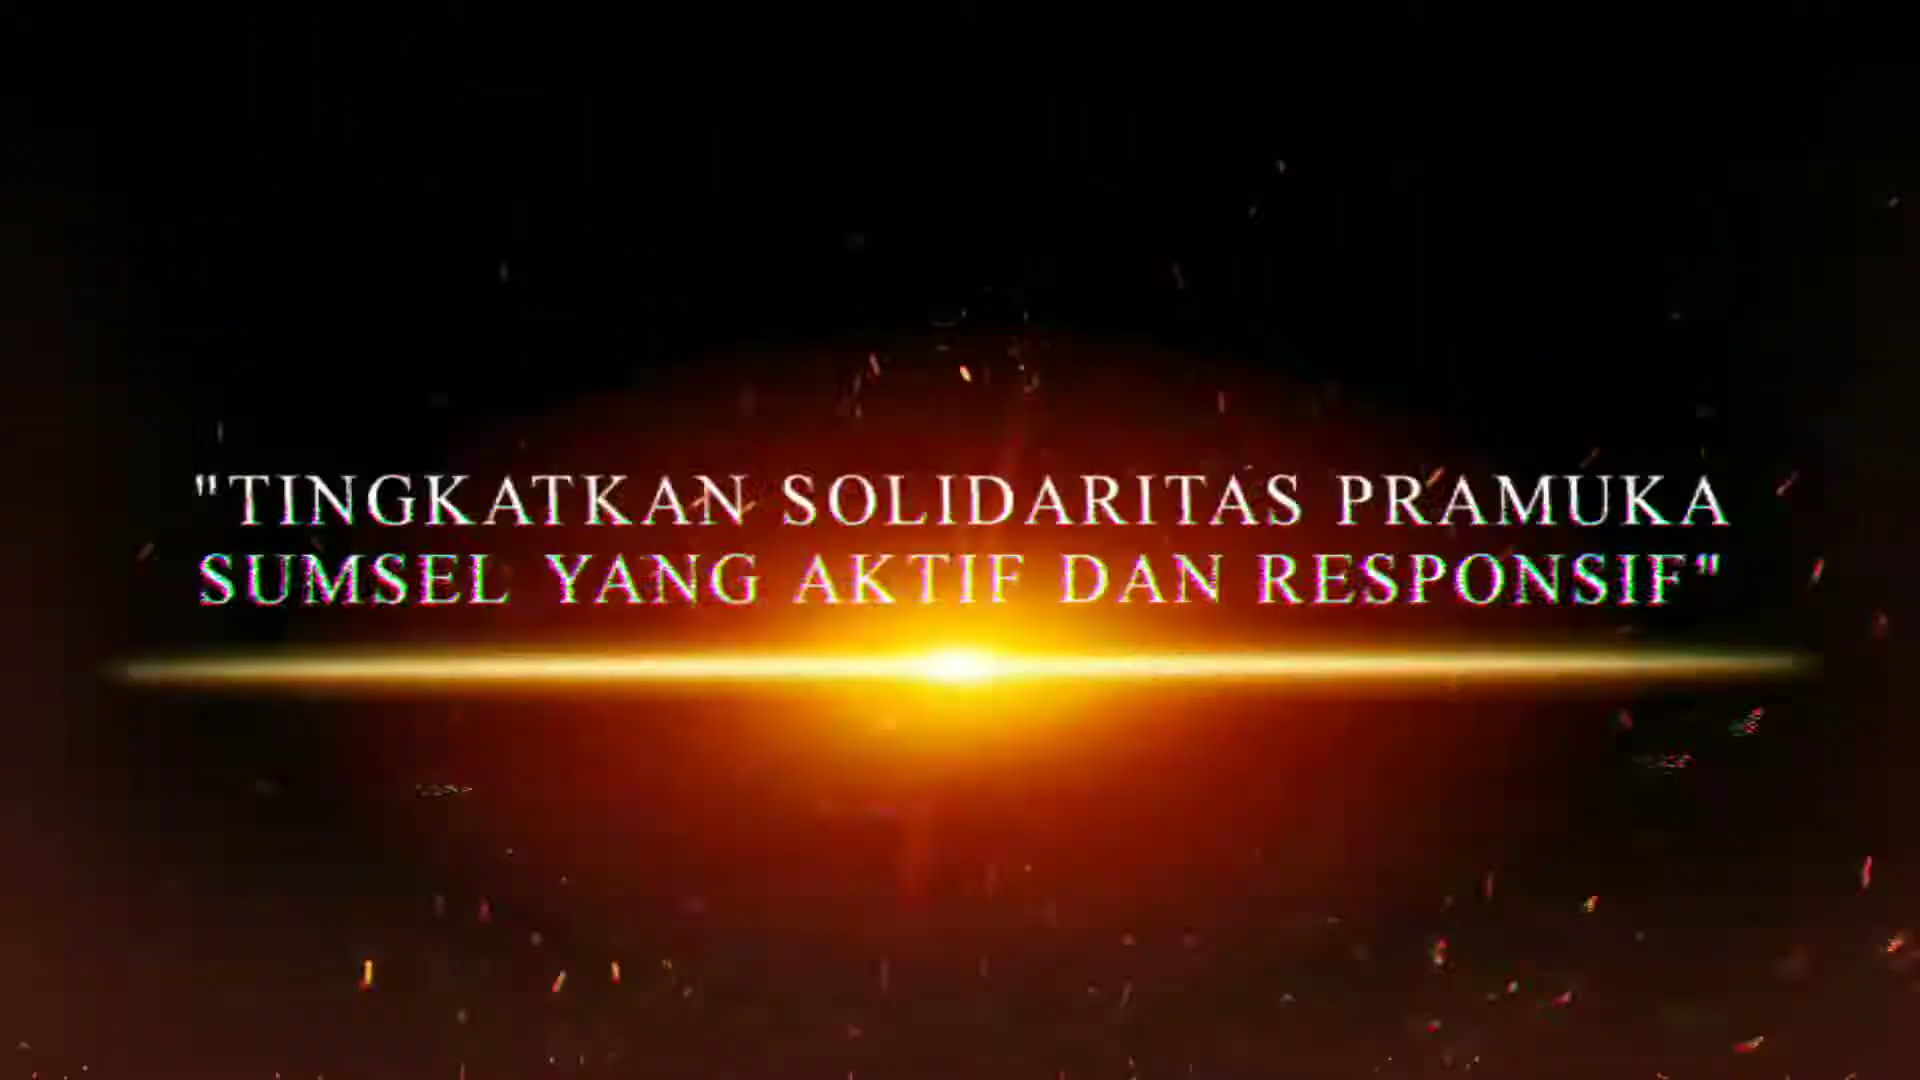 "TINGKATKAN SOLIDARITAS PRAMUKA
SUMSEL YANG AKTIF DAN RESPONSIF"